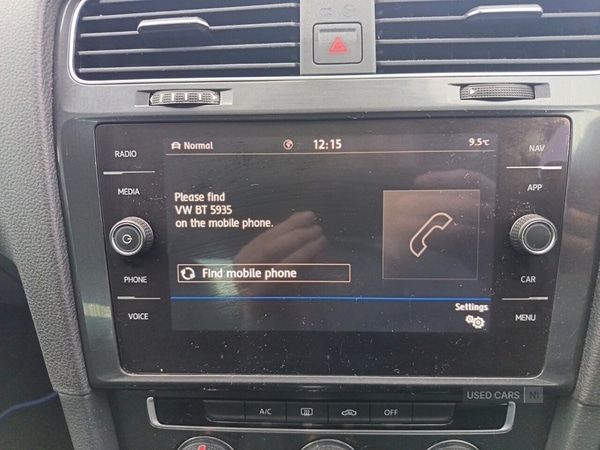 RADIO
MEDIA
PHONE
VOICE
Normal
12:15
9.5°C
Please find
VW BT 5935
on the mobile phone.
Find mobile phone
Settings
NAV
APP
CAR
MENU
A/C
OFF
USED CARS NI